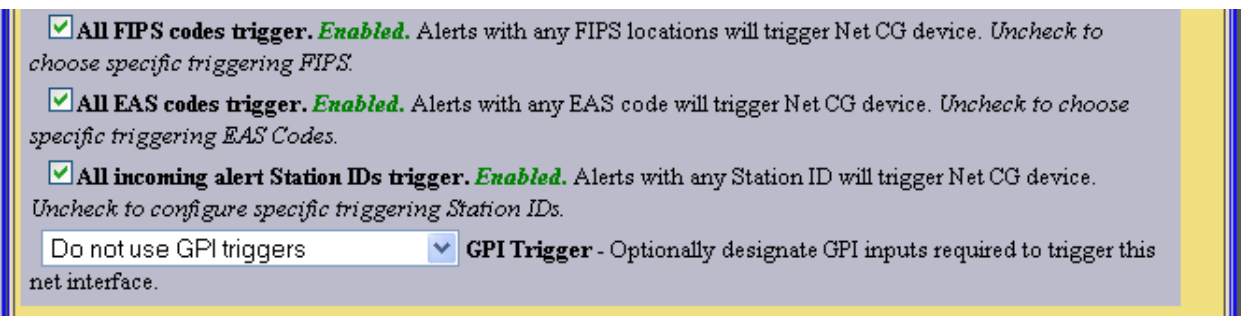 All FIPS codes trigger. Enabled. Alerts with any FIPS locations will trigger Net CG device. Uncheck to
choose specific triggering FIPS.
All EAS codes trigger. Enabled. Alerts with any EAS code will trigger Net CG device. Uncheck to choose
specific triggering EAS Codes.
All incoming alert Station IDs trigger. Enabled. Alerts with any Station ID will trigger Net CG device.
Uncheck to configure specific triggering Station IDs.
Do not use GPI triggers GPI Trigger - Optionally designate GPI inputs required to trigger this
net interface.